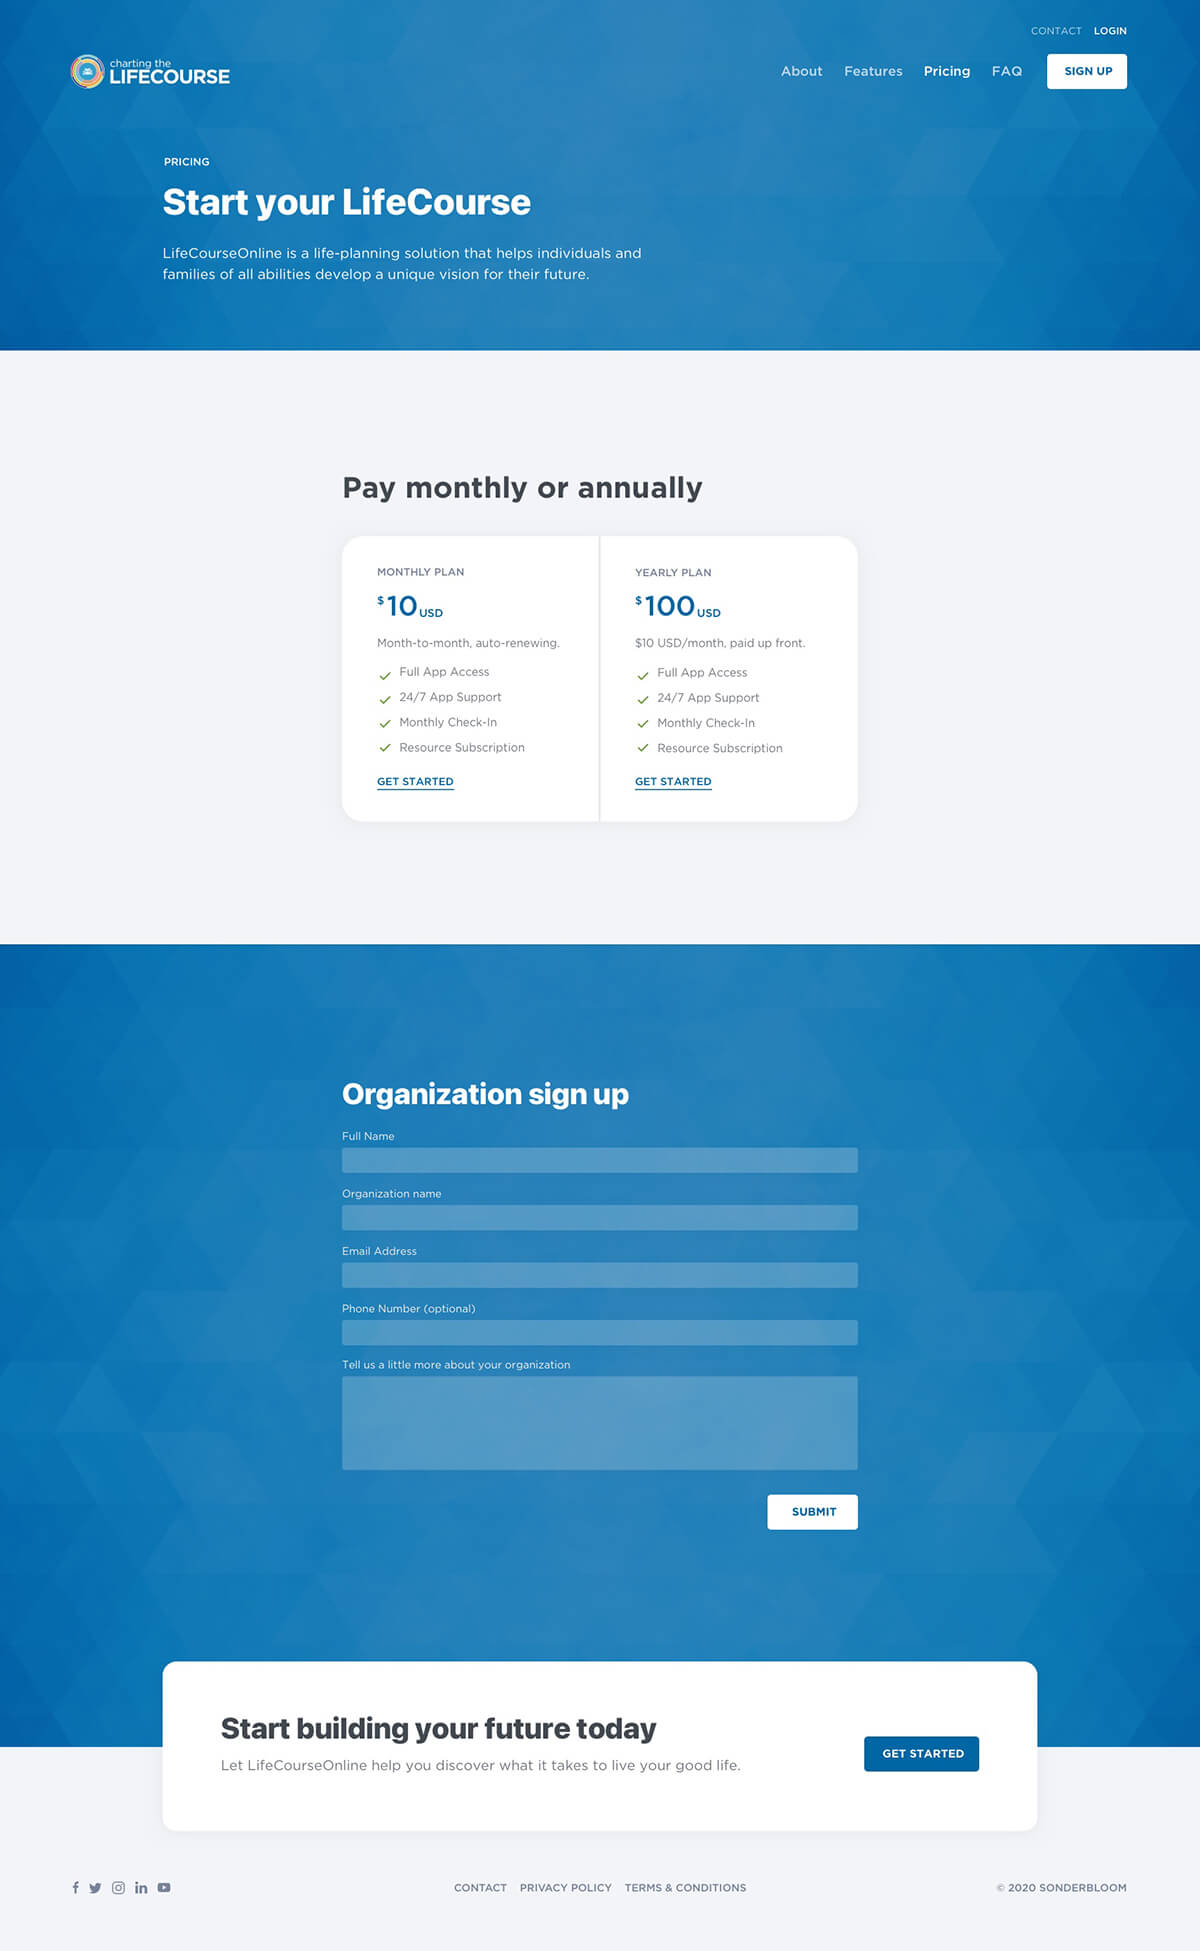 CONTACT LOGIN
charting the
LIFECOURSE
About Features Pricing FAQ SIGN UP
PRICING
Start your LifeCourse
LifeCourseOnline is a life-planning solution that helps individuals and
families of all abilities develop a unique vision for their future.
Pay monthly or annually
MONTHLY PLAN
$10 USD
Month-to-month, auto-renewing.
Full App Access
24/7 App Support
Monthly Check-In
Resource Subscription
GET STARTED
YEARLY PLAN
$100 USD
$10 USD/month, paid up front.
Full App Access
24/7 App Support
Monthly Check-In
Resource Subscription
GET STARTED
Organization sign up
Full Name
Organization name
Email Address
Phone Number (optional)
Tell us a little more about your organization
SUBMIT
Start building your future today
Let LifeCourseOnline help you discover what it takes to live your good life.
GET STARTED
CONTACT PRIVACY POLICY TERMS & CONDITIONS
© 2020 SONDERBLOOM